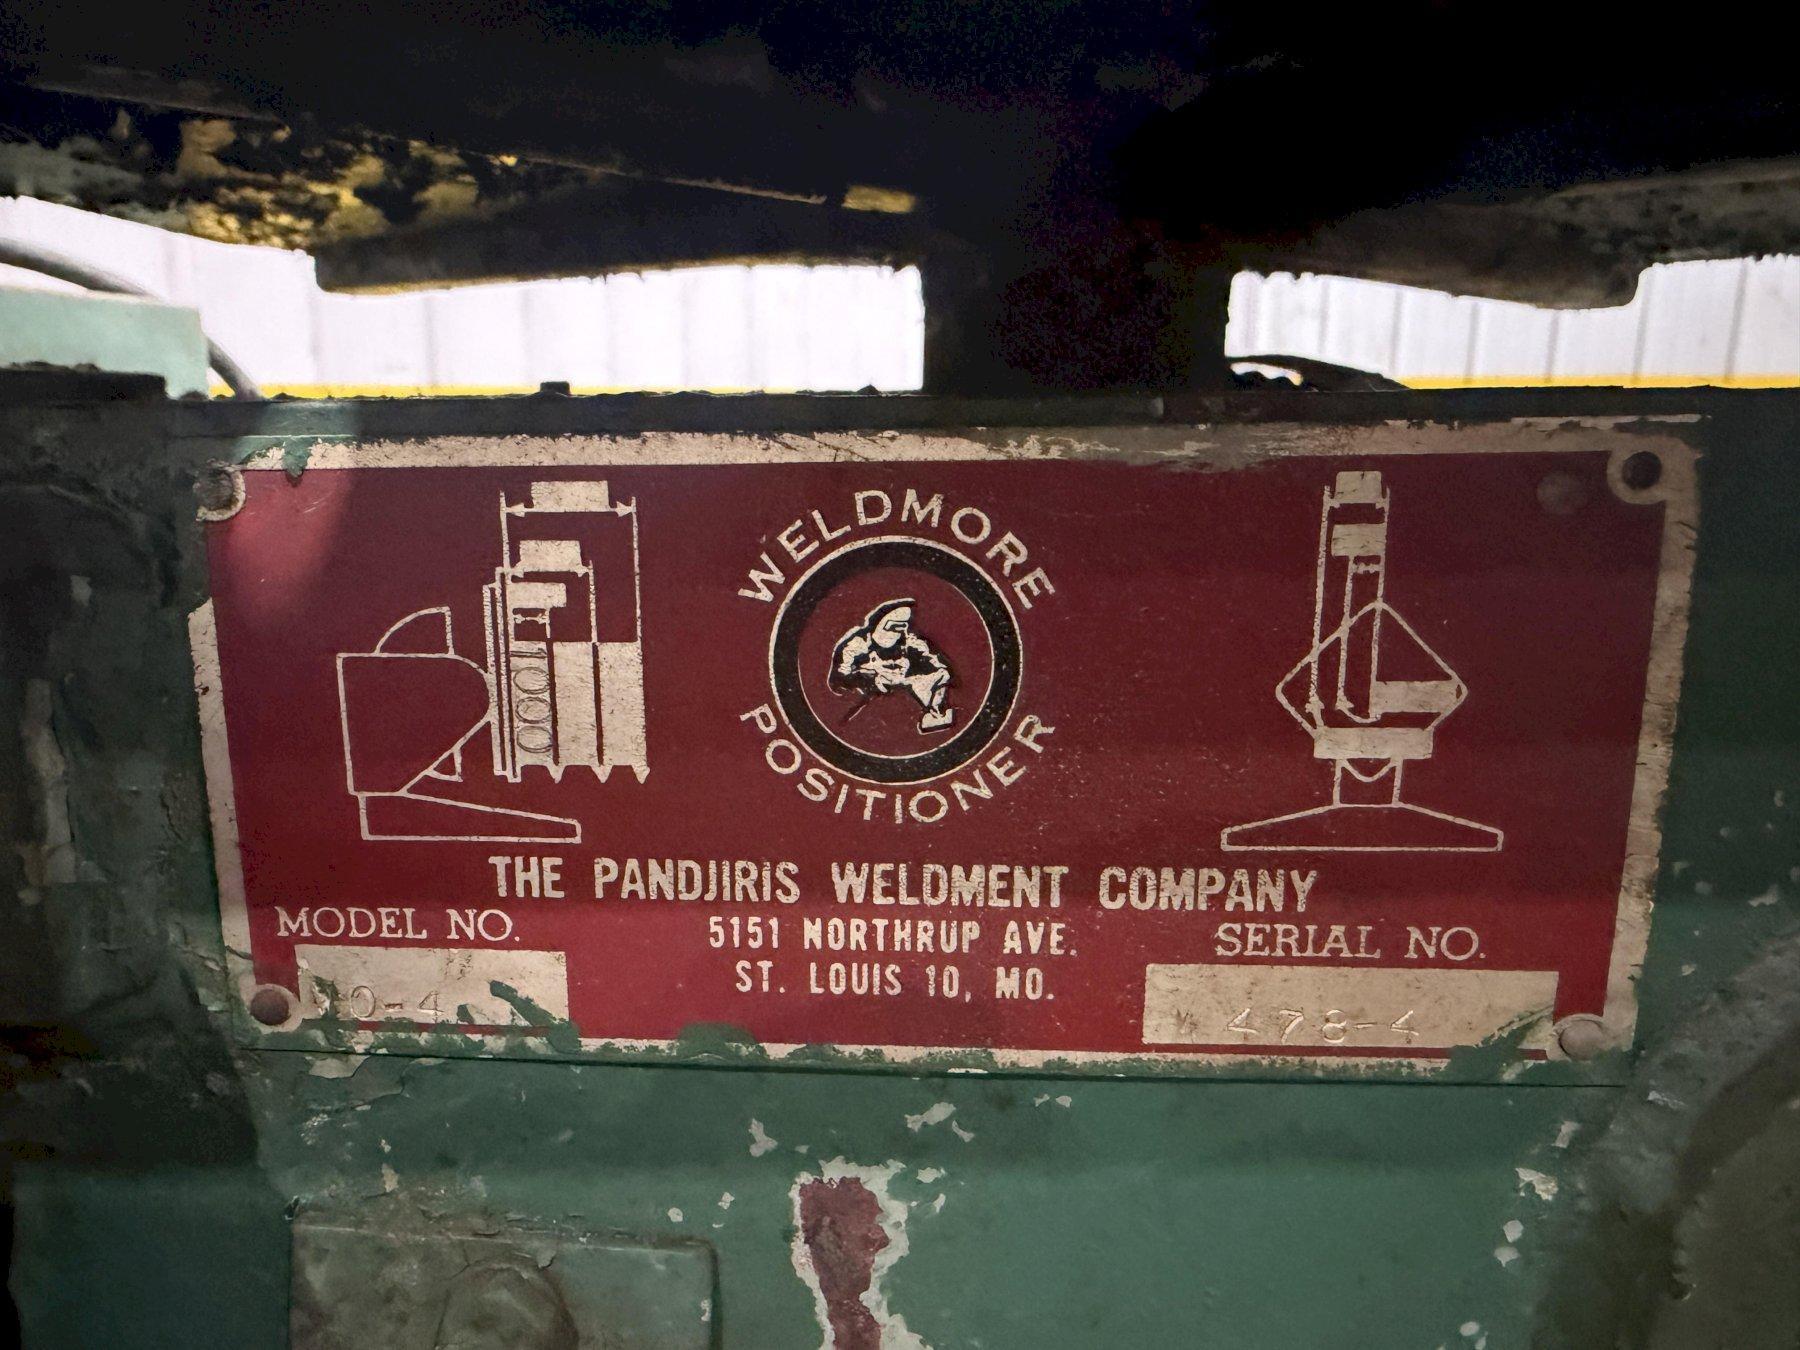 WELDMORE
POSITIONER
THE PANDJIRIS WELDMENT COMPANY
MODEL NO.
5151 NORTHRUP AVE.
SERIAL NO.
ST. LOUIS 10, MO.
478-4